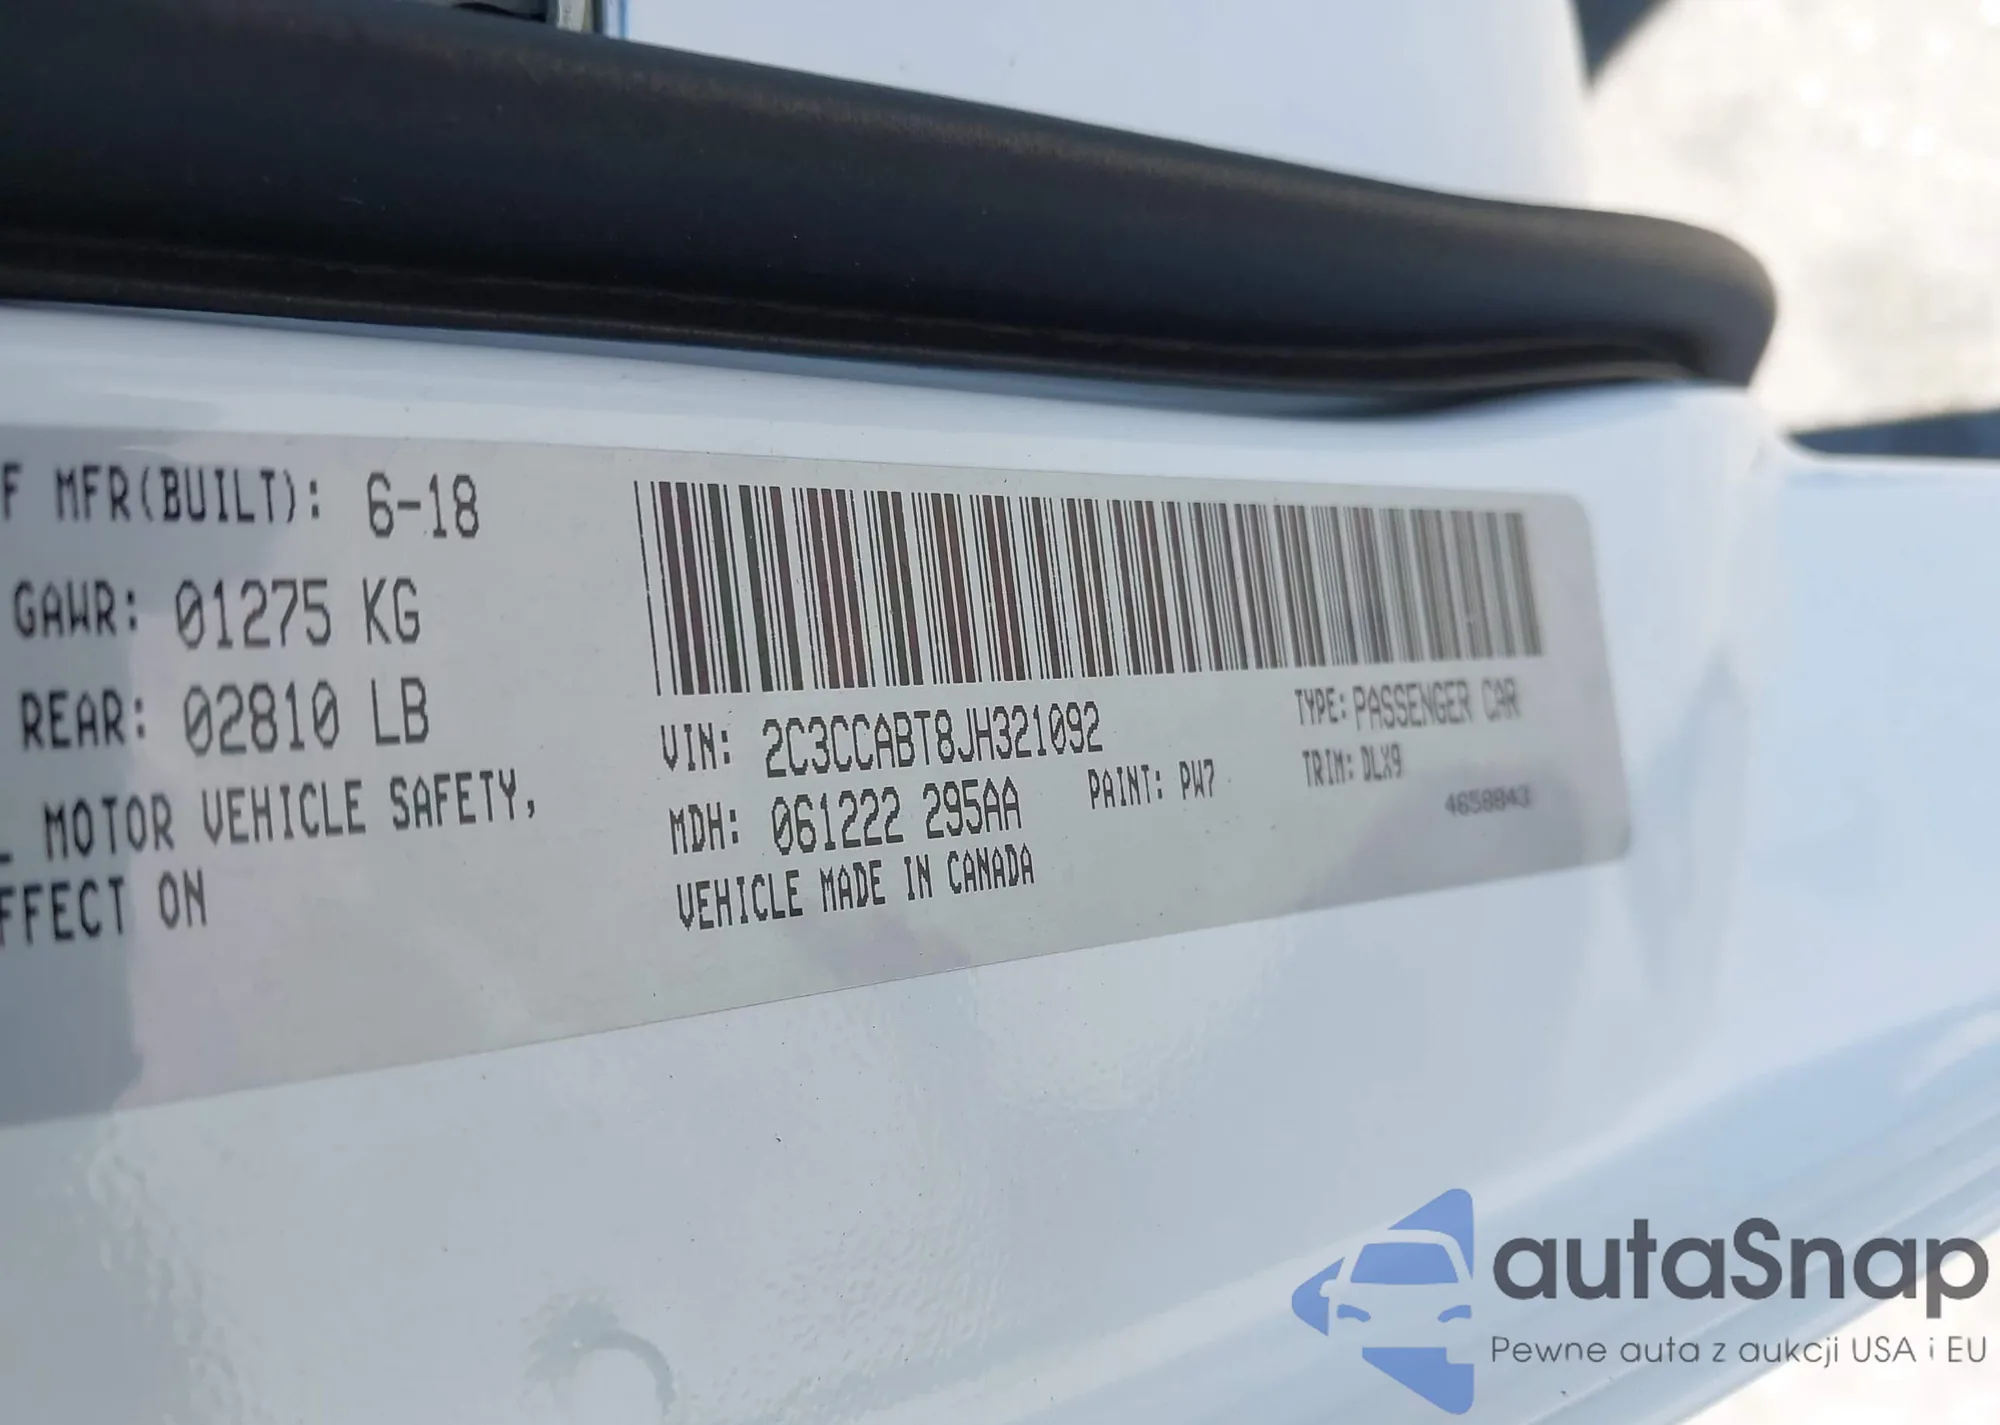 F MFR(BUILT): 6-18
GAWR: 01275 KG
REAR: 02810 LB
MOTOR VEHICLE SAFETY,
FFECT ON
VIN: 2C3CCABT8JH321092
TYPE: PASSENGER CAR
MDH: 061222 295AA
PAINT: PW7
TRIM: DLX9
VEHICLE MADE IN CANADA
4658843
autaSnap
Pewne auta z aukcji USA i EU